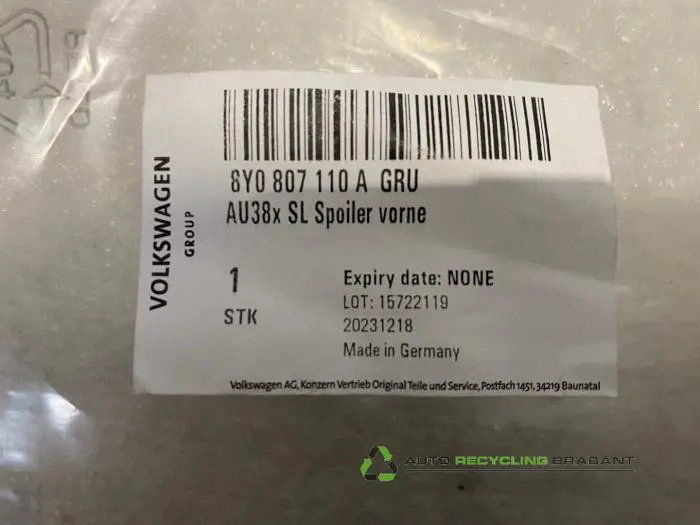 VOLKSWAGEN
GROUP
8Y0 807 110 A GRU
AU38x SL Spoiler vorne
1
STK
Expiry date: NONE
LOT: 15722119
20231218
Made in Germany
Volkswagen AG, Konzern Vertrieb Original Teile und Service, Postfach 1451, 34219 Baunatal
AUTO RECYCLING BRABANT